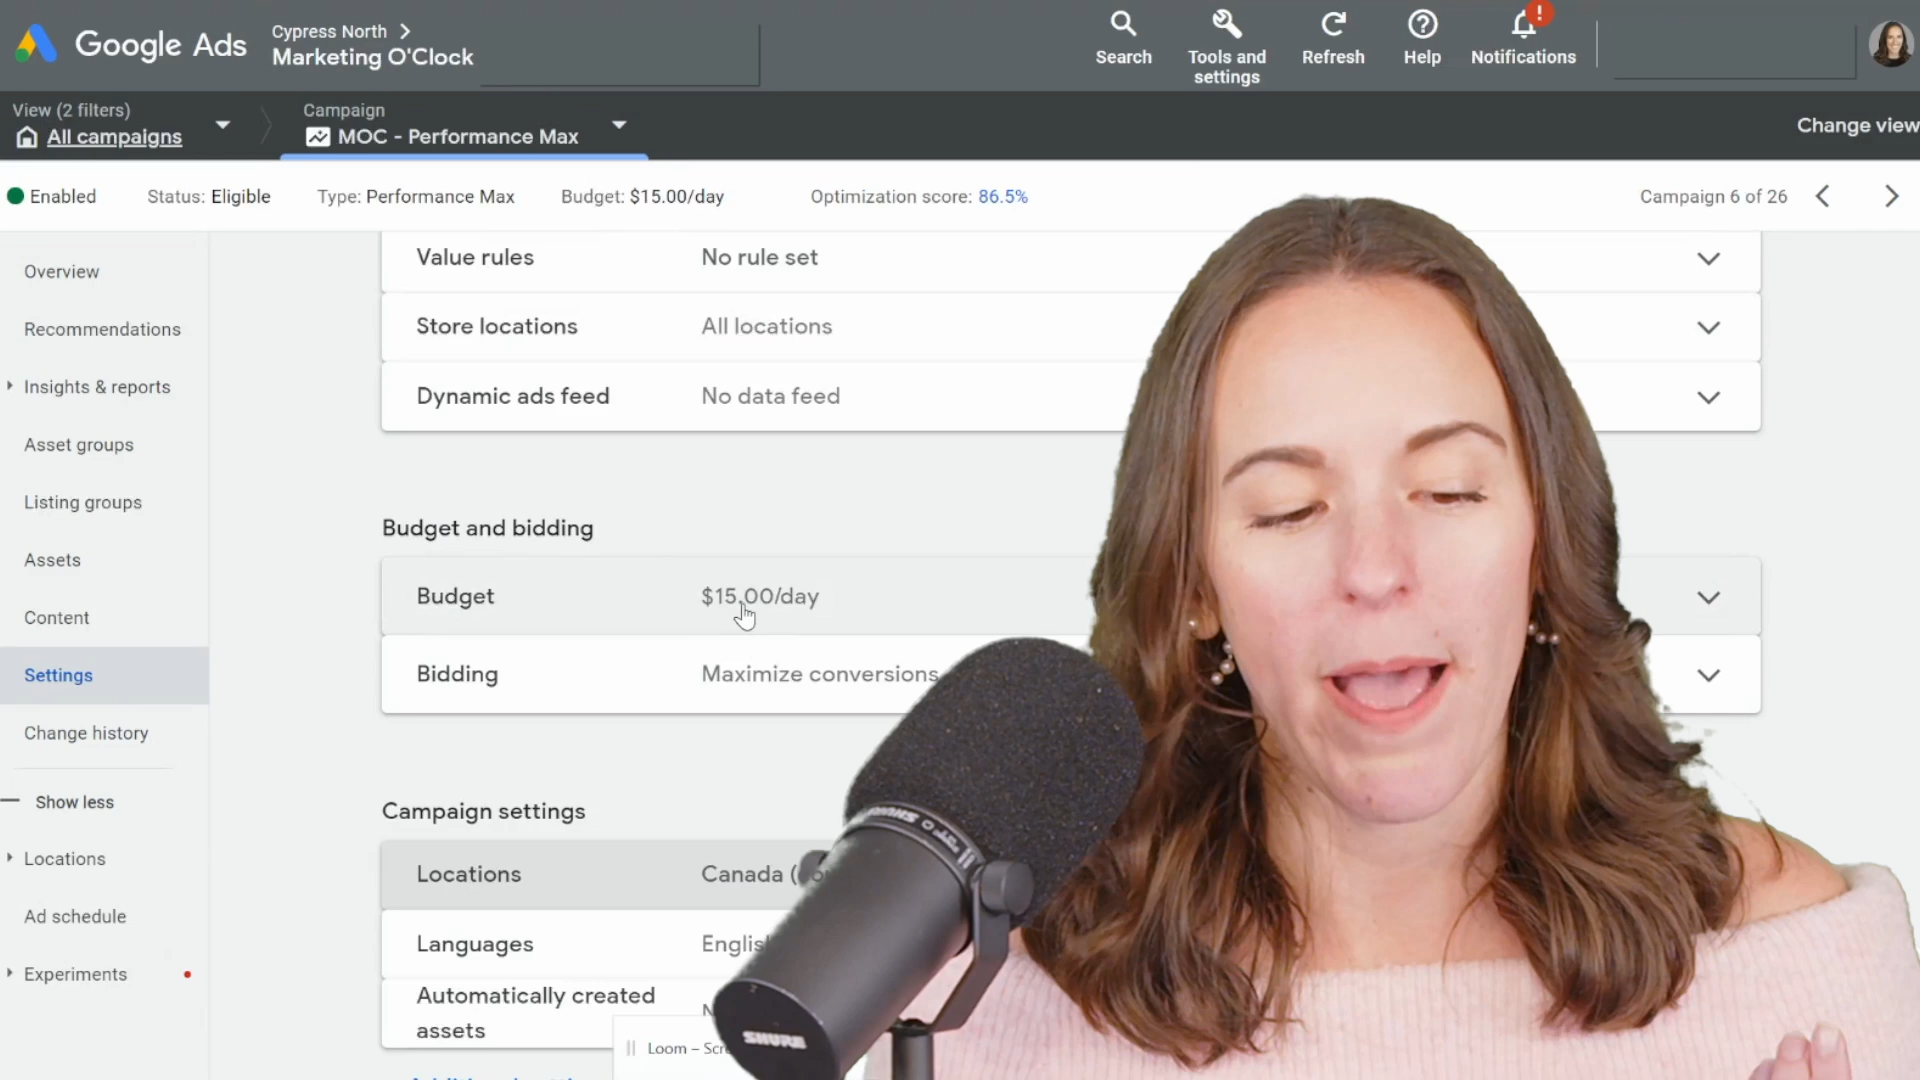 Google Ads
Cypress North
Marketing O'Clock
Search
Tools and
settings
Refresh
Help
Notifications
!
View (2 filters)
All campaigns
Campaign
MOC - Performance Max
Change view
Enabled
Status: Eligible
Type: Performance Max
Budget: $15.00/day
Optimization score: 86.5%
Campaign 6 of 26
Overview
Recommendations
Insights & reports
Asset groups
Listing groups
Assets
Content
Settings
Change history
Show less
Locations
Ad schedule
Experiments
Value rules
No rule set
Store locations
All locations
Dynamic ads feed
No data feed
Budget and bidding
Budget
$15.00/day
Bidding
Maximize conversions
Campaign settings
Locations
Canada
Languages
English
Automatically created
assets
Loom –
SHURE
SHURE